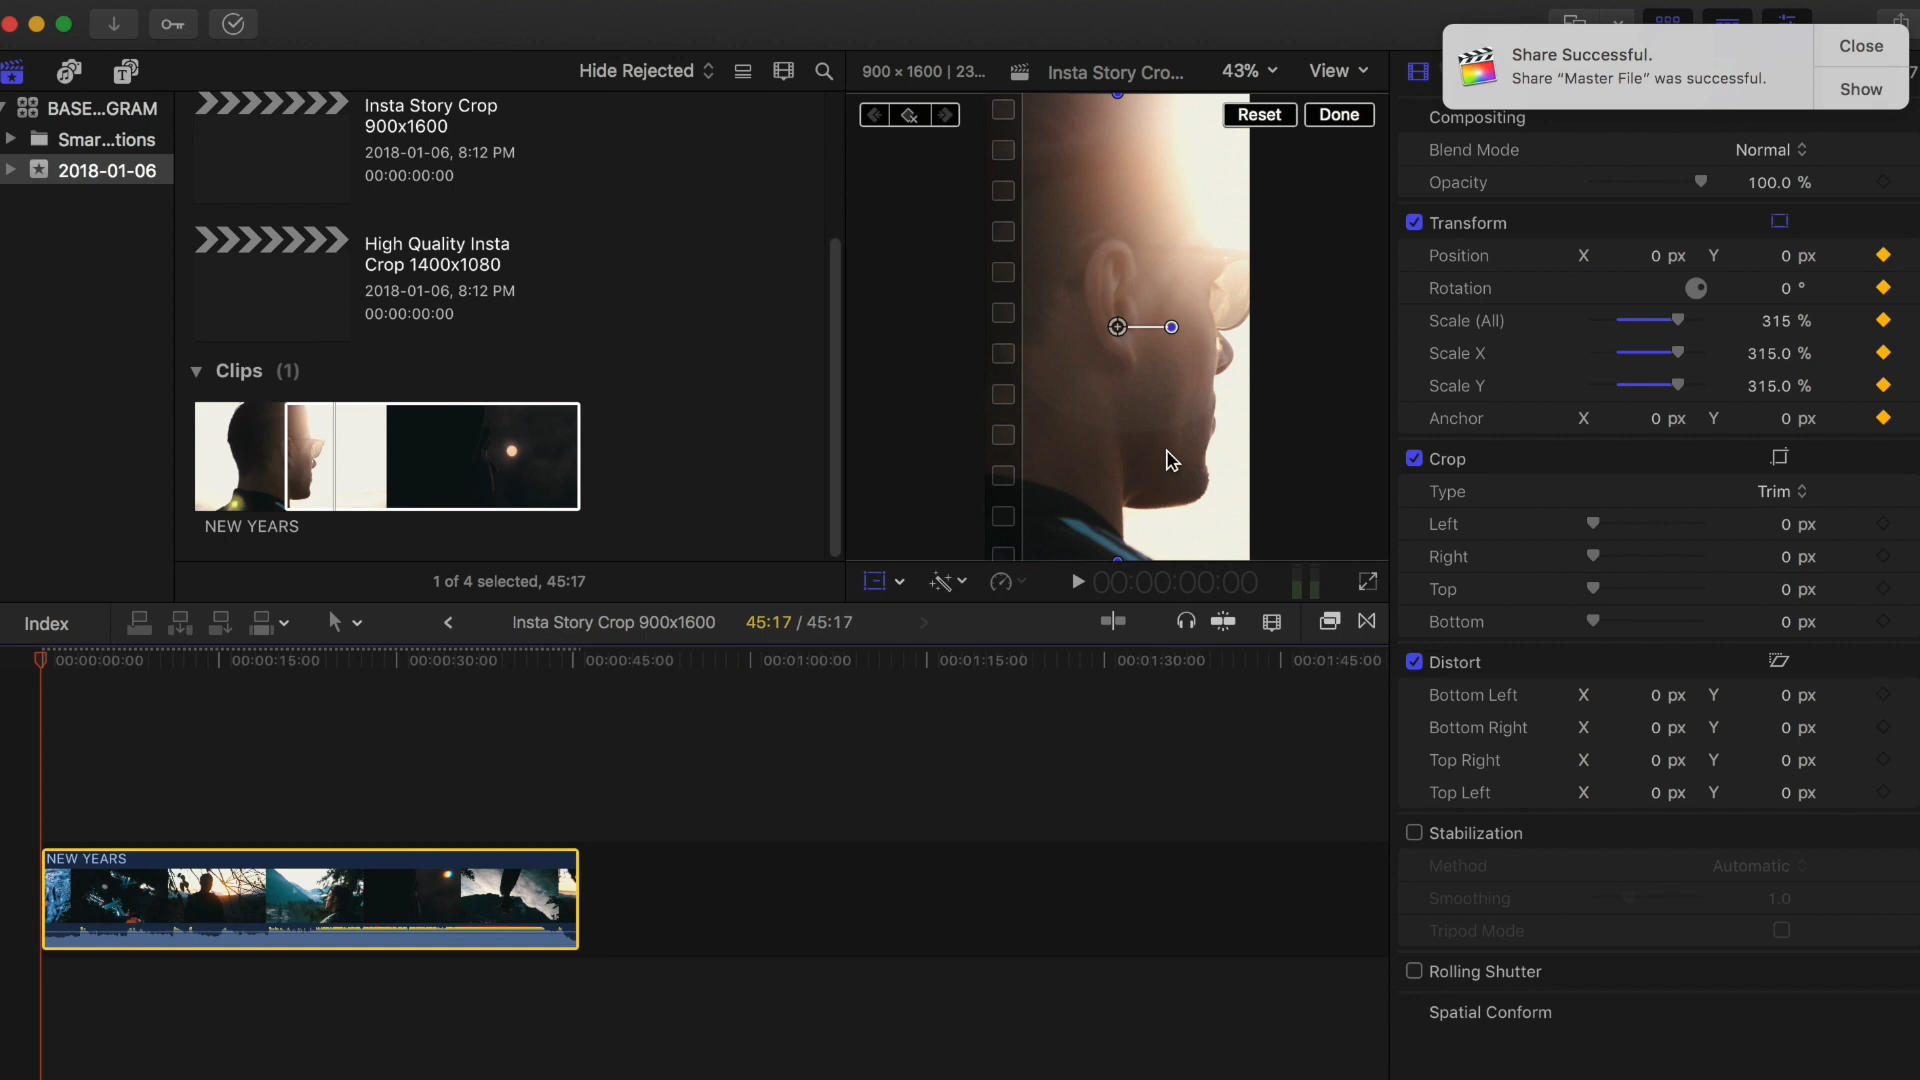 Share Successful.
Share “Master File” was successful.
Close
Show
BASE...GRAM
Smar...tions
2018-01-06
Hide Rejected
Insta Story Crop
900x1600
2018-01-06, 8:12 PM
00:00:00:00
High Quality Insta
Crop 1400x1080
2018-01-06, 8:12 PM
00:00:00:00
Clips (1)
NEW YEARS
1 of 4 selected, 45:17
900 × 1600 | 23...
Insta Story Cro...
43%
View
Reset
Done
00:00:00:00
Compositing
Blend Mode Normal
Opacity 100.0 %
Transform
Position X 0 px Y 0 px
Rotation 0 °
Scale (All) 315 %
Scale X 315.0 %
Scale Y 315.0 %
Anchor X 0 px Y 0 px
Crop
Type Trim
Left 0 px
Right 0 px
Top 0 px
Bottom 0 px
Distort
Bottom Left X 0 px Y 0 px
Bottom Right X 0 px Y 0 px
Top Right X 0 px Y 0 px
Top Left X 0 px Y 0 px
Stabilization
Method Automatic
Smoothing 1.0
Tripod Mode
Rolling Shutter
Spatial Conform
Index
Insta Story Crop 900x1600
45:17 / 45:17
00:00:00:00 00:00:15:00 00:00:30:00 00:00:45:00 00:01:00:00 00:01:15:00 00:01:30:00 00:01:45:00
NEW YEARS